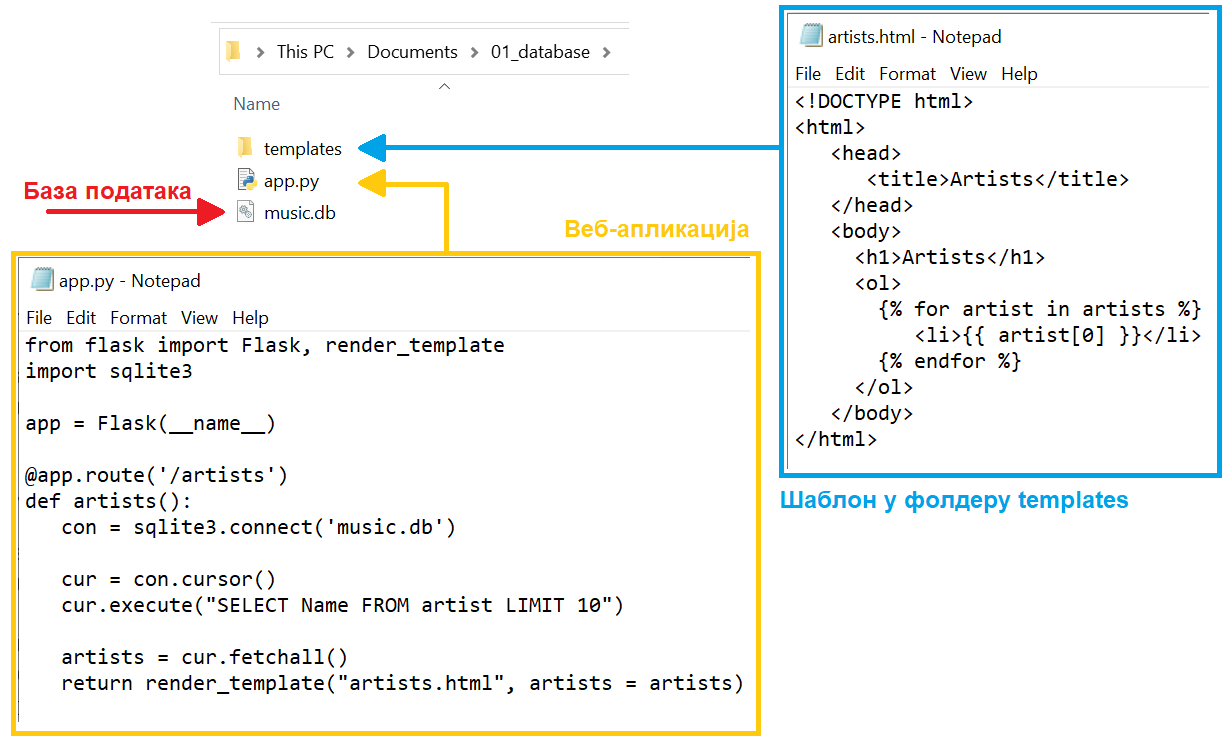 This PC > Documents > 01_database >
Name
templates
app.py
music.db
База података
Веб-апликација
artists.html - Notepad
File Edit Format View Help
<!DOCTYPE html>
<html>
<head>
<title>Artists</title>
</head>
<body>
<h1>Artists</h1>
<ol>
{% for artist in artists %}
<li>{{ artist[0] }}</li>
{% endfor %}
</ol>
</body>
</html>
Шаблон у фолдеру templates
app.py - Notepad
File Edit Format View Help
from flask import Flask, render_template
import sqlite3
app = Flask(__name__)
@app.route('/artists')
def artists():
con = sqlite3.connect('music.db')
cur = con.cursor()
cur.execute("SELECT Name FROM artist LIMIT 10")
artists = cur.fetchall()
return render_template("artists.html", artists = artists)